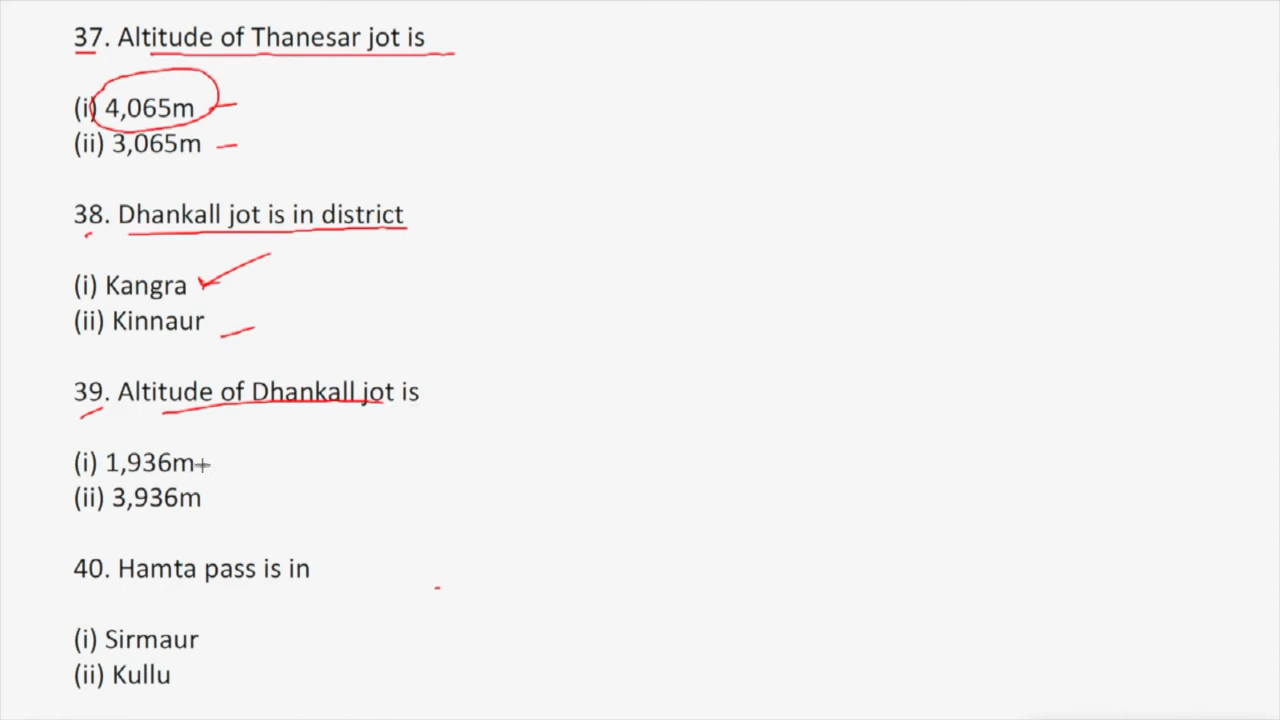 37. Altitude of Thanesar jot is
(i) 4,065m
(ii) 3,065m
38. Dhankall jot is in district
(i) Kangra
(ii) Kinnaur
39. Altitude of Dhankall jot is
(i) 1,936m
(ii) 3,936m
40. Hamta pass is in
(i) Sirmaur
(ii) Kullu